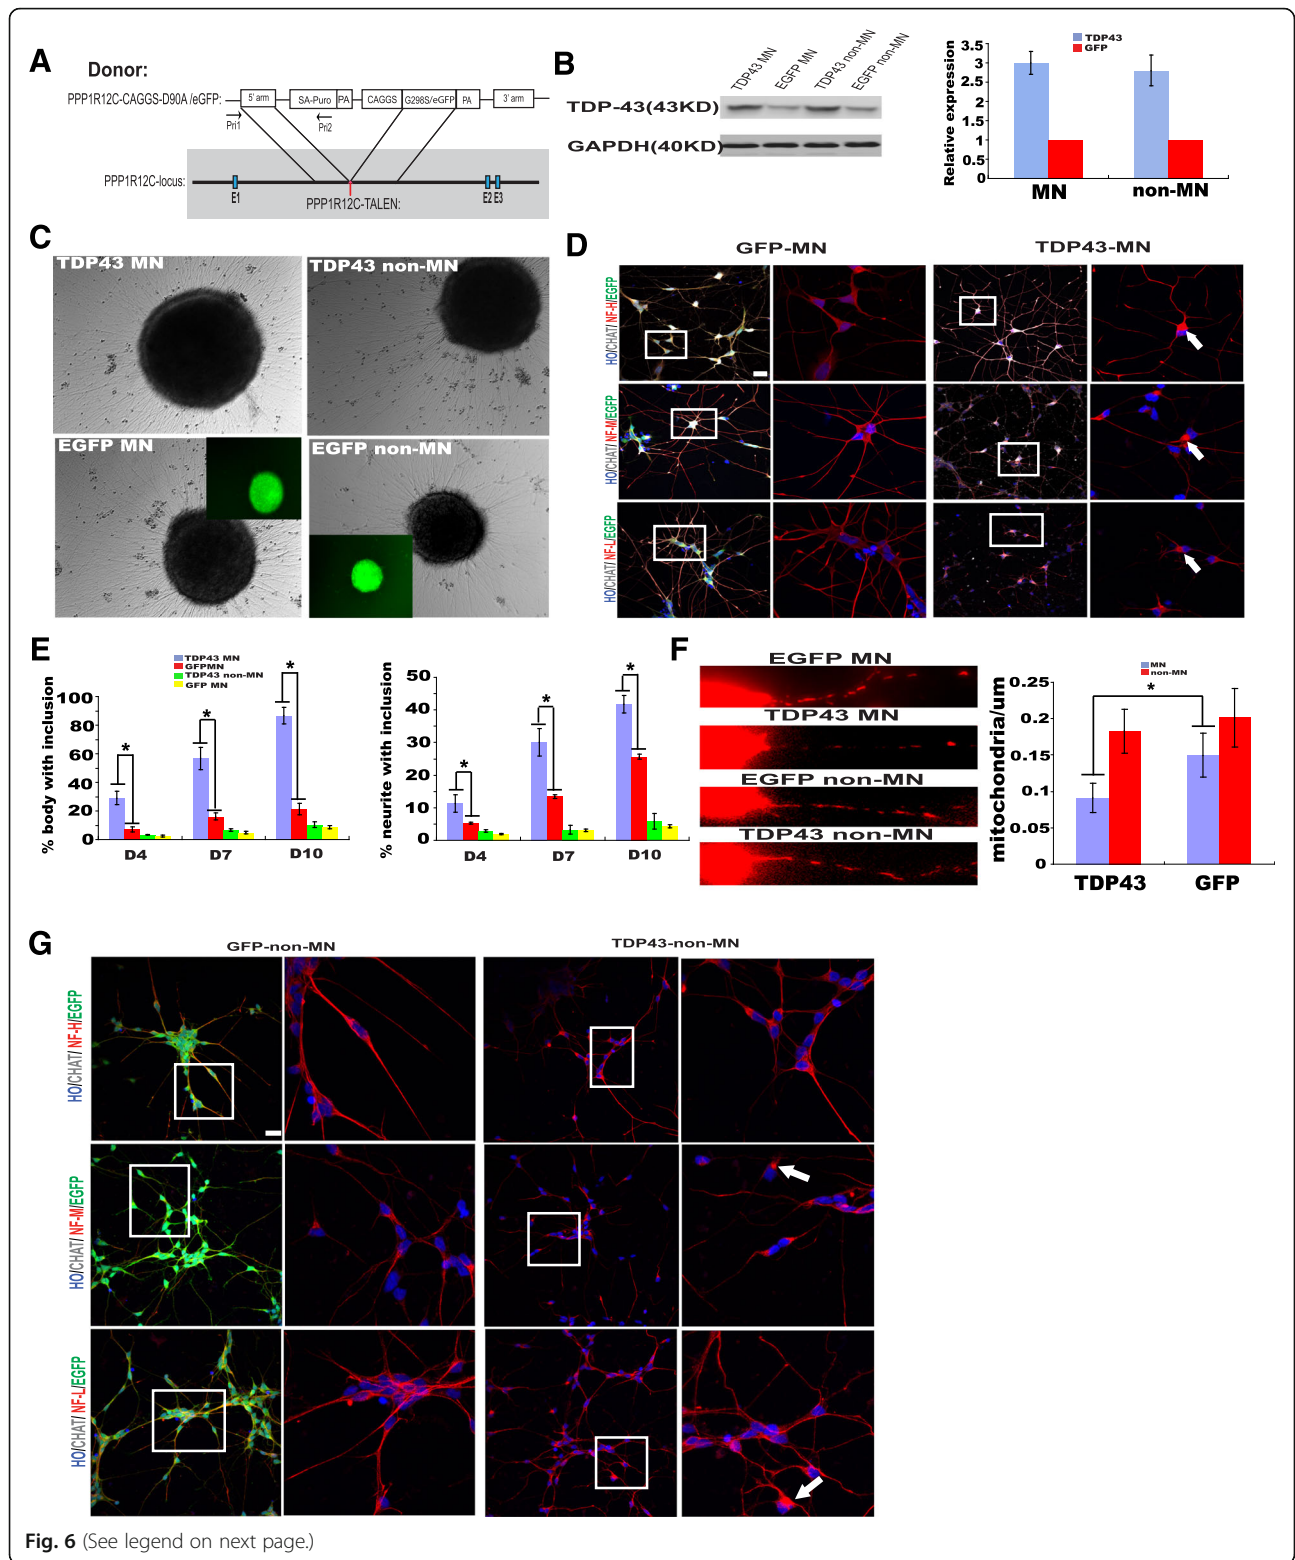 A
Donor:
PPP1R12C-CAGGS-D90A /eGFP:
5' arm
SA-Puro
PA
CAGGS
G298S/eGFP
PA
3' arm
Pri1
Pri2
PPP1R12C-locus:
E1
E2
E3
PPP1R12C-TALEN:
B
TDP43 MN
EGFP MN
TDP43 non-MN
EGFP non-MN
TDP-43(43KD)
GAPDH(40KD)
TDP43
GFP
Relative expression
3.5
3
2.5
2
1.5
1
0.5
0
MN
non-MN
C
TDP43 MN
TDP43 non-MN
EGFP MN
EGFP non-MN
D
GFP-MN
TDP43-MN
HO/CHAT/ NF-H/EGFP
HO/CHAT/ NF-M/EGFP
HO/CHAT/ NF-L/EGFP
E
TDP43 MN
GFPMN
TDP43 non-MN
GFP MN
% body with inclusion
100
80
60
40
20
0
*
*
*
D4
D7
D10
% neurite with inclusion
50
40
30
20
10
0
*
*
*
D4
D7
D10
F
EGFP MN
TDP43 MN
EGFP non-MN
TDP43 non-MN
MN
non-MN
mitochondria/um
0.25
0.2
0.15
0.1
0.05
0
*
TDP43
GFP
G
GFP-non-MN
TDP43-non-MN
HO/CHAT/ NF-H/EGFP
HO/CHAT/ NF-M/EGFP
HO/CHAT/ NF-L/EGFP
Fig. 6 (See legend on next page.)